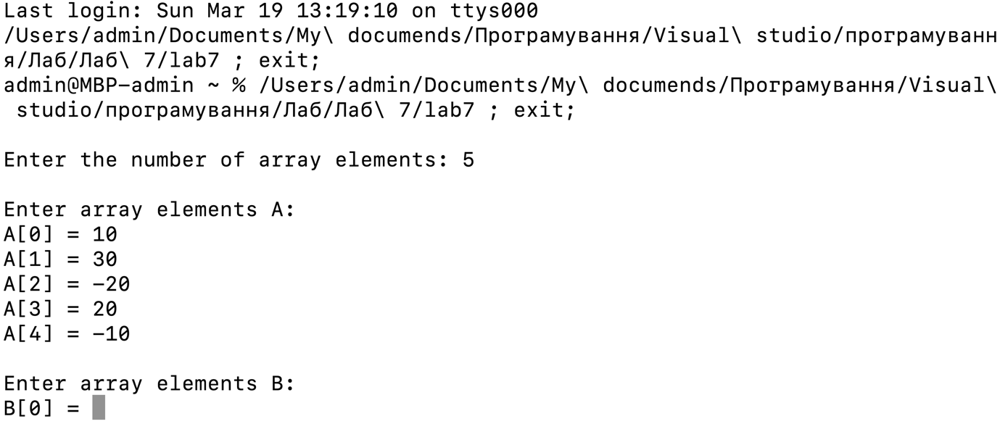 Last login: Sun Mar 19 13:19:10 on ttys000
/Users/admin/Documents/My\ documends/Програмування/Visual\ studio/програмуванн
я/Лаб/Лаб\ 7/lab7 ; exit;
admin@MBP-admin ~ % /Users/admin/Documents/My\ documends/Програмування/Visual\
 studio/програмування/Лаб/Лаб\ 7/lab7 ; exit;
Enter the number of array elements: 5
Enter array elements A:
A[0] = 10
A[1] = 30
A[2] = -20
A[3] = 20
A[4] = -10
Enter array elements B:
B[0] =